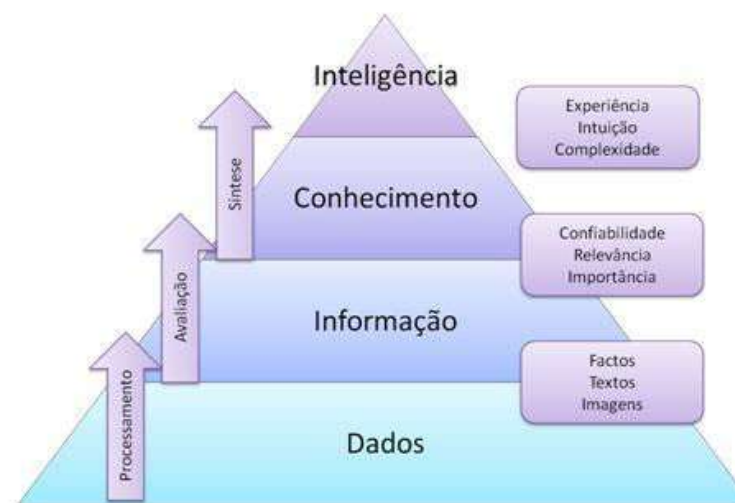 Inteligência
Experiência
Intuição
Complexidade
Síntese
Conhecimento
Confiabilidade
Relevância
Importância
Avaliação
Informação
Factos
Textos
Imagens
Processamento
Dados